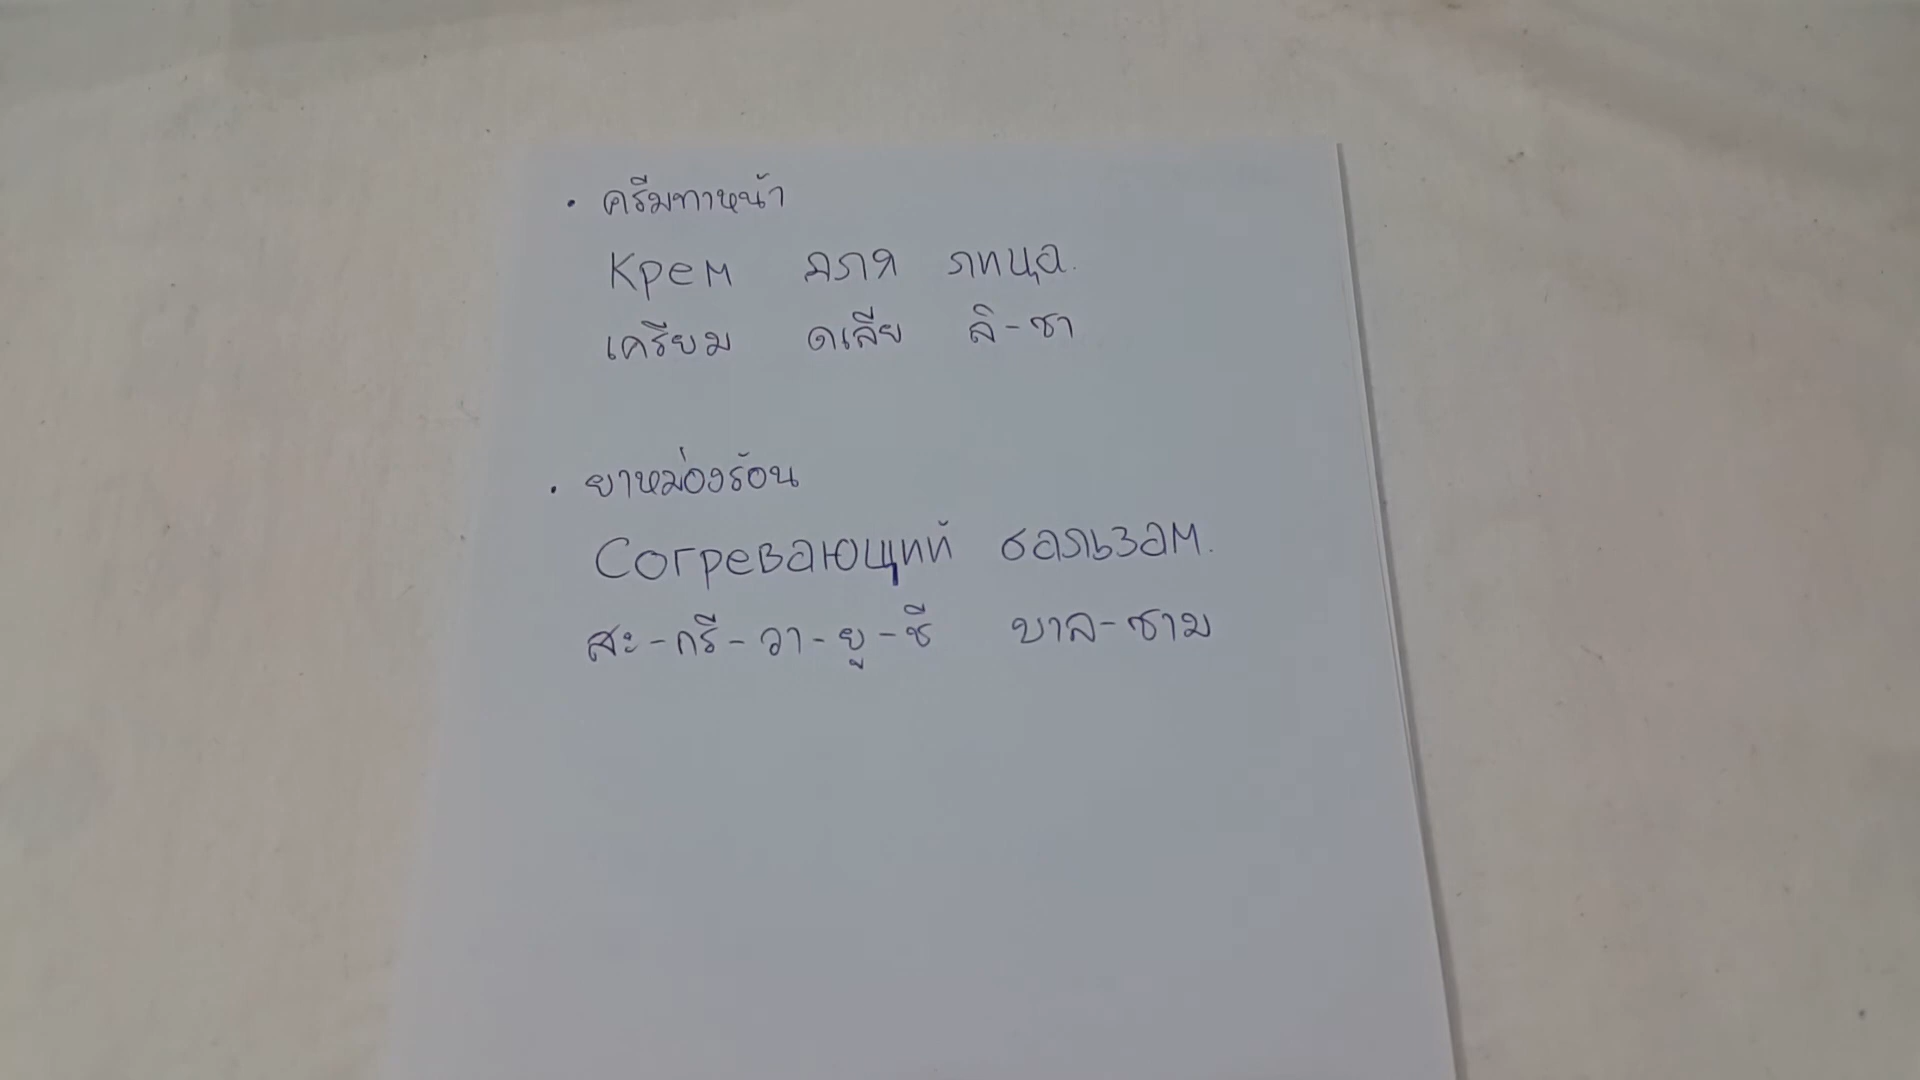 • ครีมทาหน้า
Крем для лица.
เครียม ดเลีย ลิ-ซา
• ยาหม่องร้อน
Согревающий бальзам.
สะ-กรี-วา-ยู-ชี บาล-ซาม